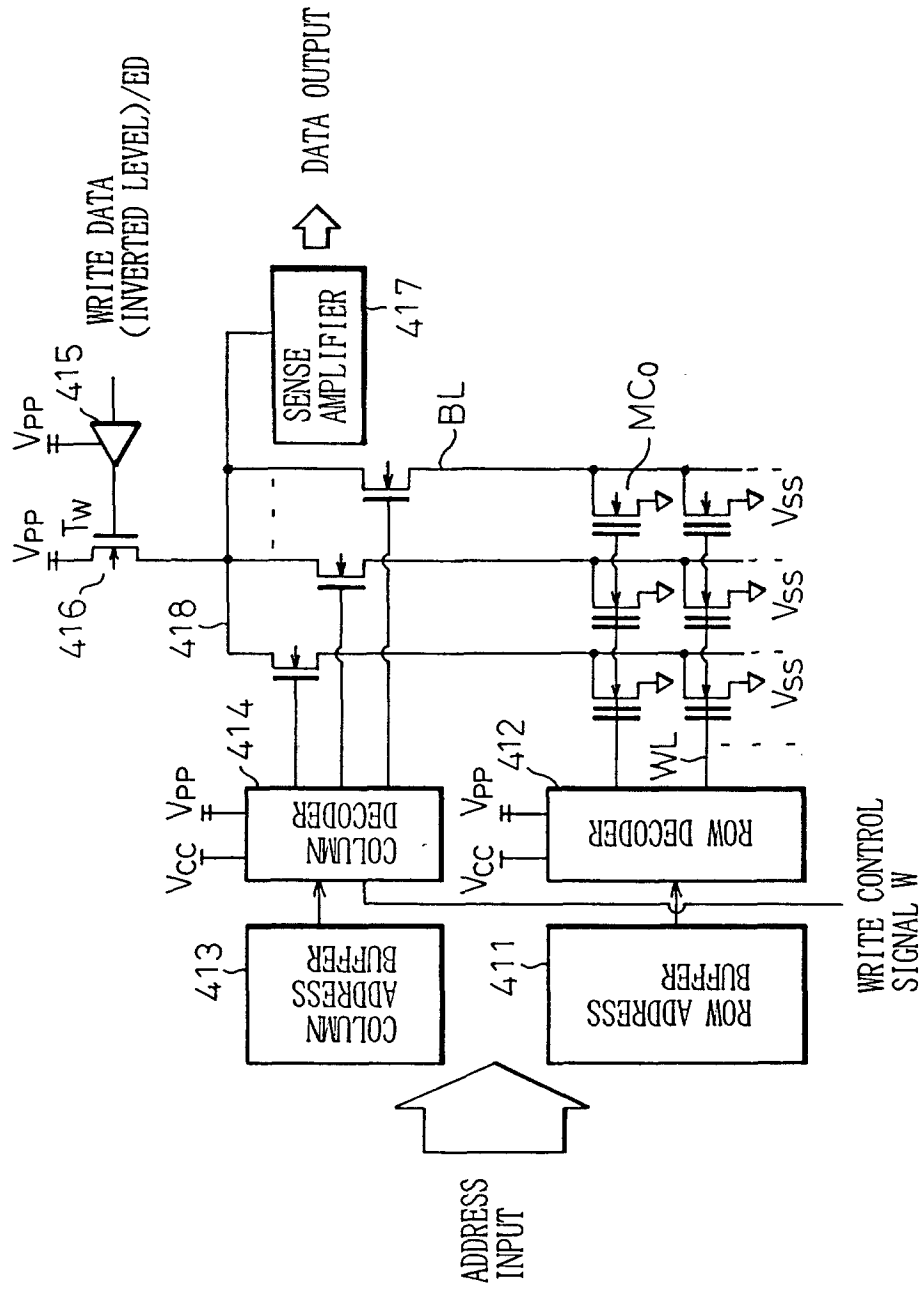 WRITE DATA
(INVERTED LEVEL)/ED
VPP
VPP
415
TW
416
418
SENSE
AMPLIFIER
417
DATA OUTPUT
BL
MCo
VCC
VPP
414
COLUMN
DECODER
413
COLUMN
ADDRESS
BUFFER
VCC
VPP
412
ROW DECODER
411
ROW ADDRESS
BUFFER
WL
VSS
VSS
VSS
ADDRESS
INPUT
WRITE CONTROL
SIGNAL W